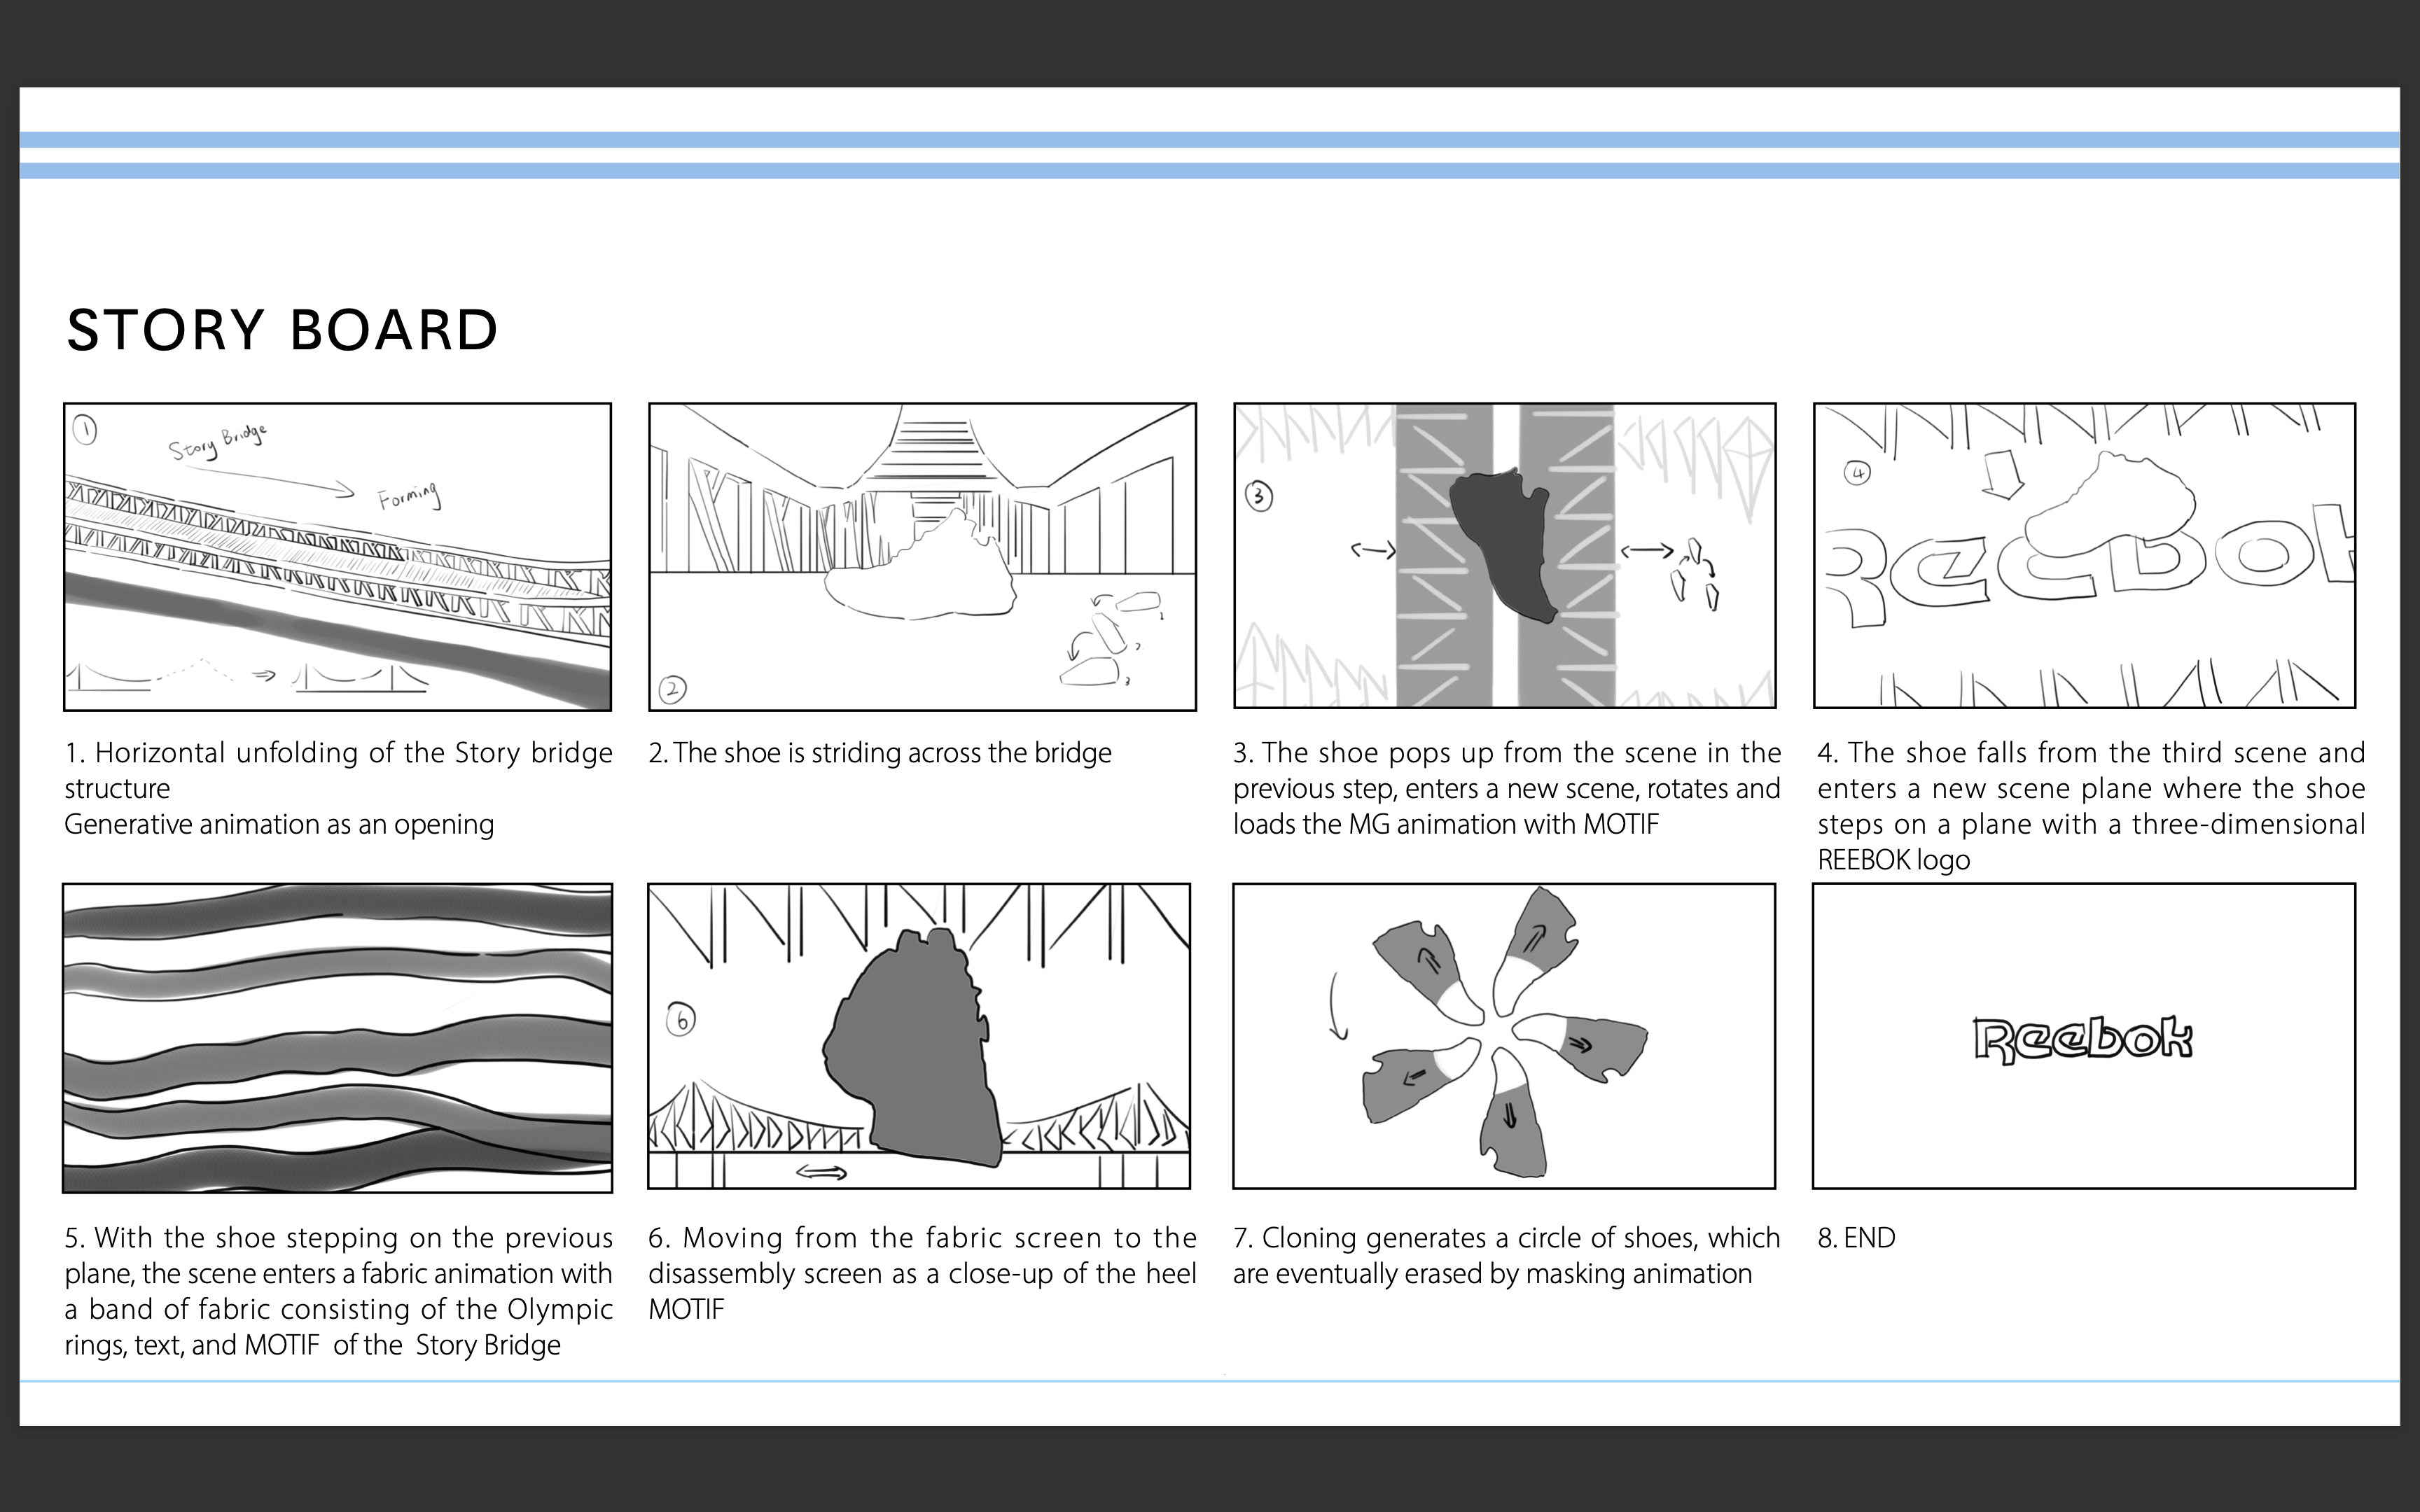 STORY BOARD
1
Story Bridge
Forming
2
1
2
3
3
4
Reebok
1. Horizontal unfolding of the Story bridge
structure
Generative animation as an opening
2. The shoe is striding across the bridge
3. The shoe pops up from the scene in the
previous step, enters a new scene, rotates and
loads the MG animation with MOTIF
4. The shoe falls from the third scene and
enters a new scene plane where the shoe
steps on a plane with a three-dimensional
REEBOK logo
6
Reebok
5. With the shoe stepping on the previous
plane, the scene enters a fabric animation with
a band of fabric consisting of the Olympic
rings, text, and MOTIF of the Story Bridge
6. Moving from the fabric screen to the
disassembly screen as a close-up of the heel
MOTIF
7. Cloning generates a circle of shoes, which
are eventually erased by masking animation
8. END